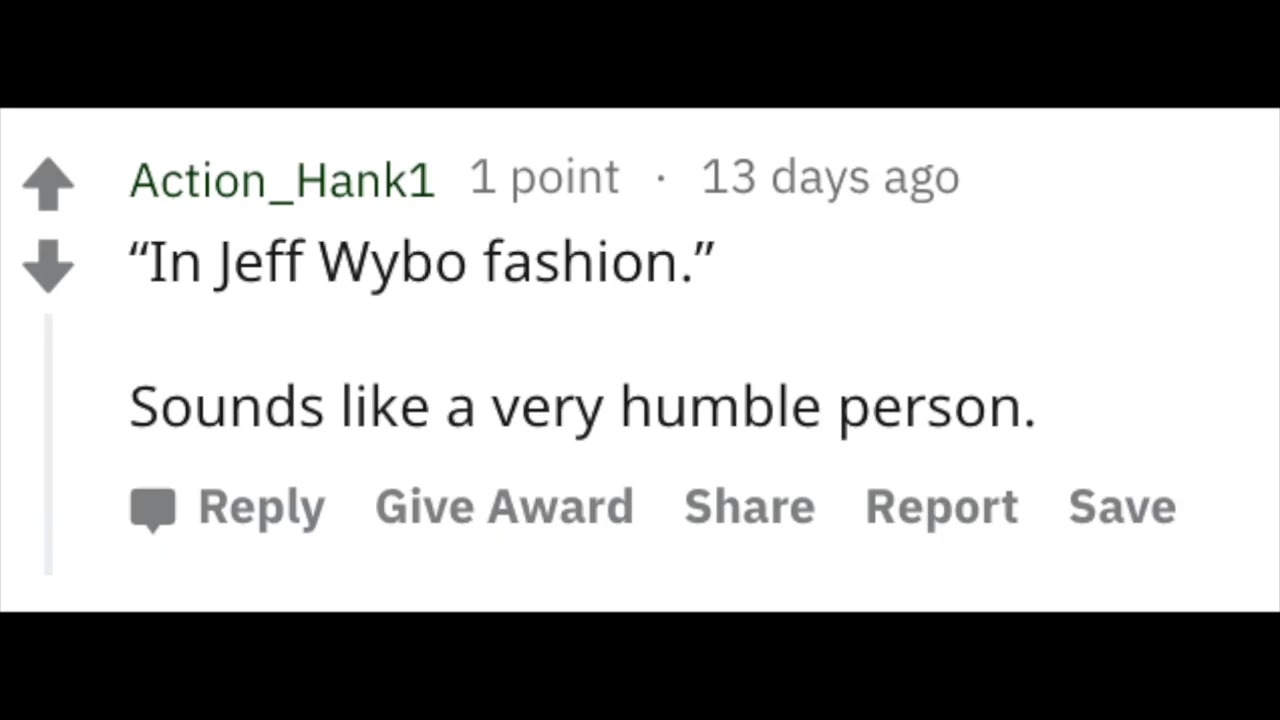 Action_Hank1 1 point · 13 days ago
“In Jeff Wybo fashion.”
Sounds like a very humble person.
Reply Give Award Share Report Save